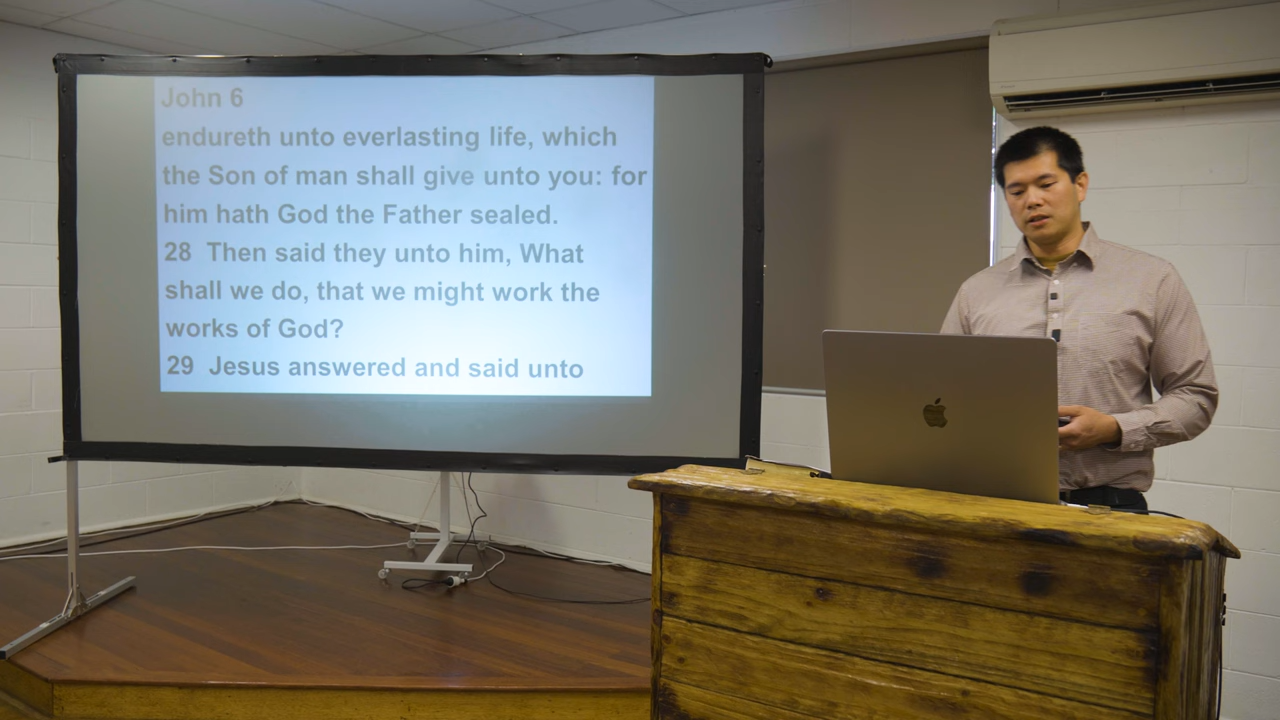 John 6
endureth unto everlasting life, which
the Son of man shall give unto you: for
him hath God the Father sealed.
28 Then said they unto him, What
shall we do, that we might work the
works of God?
29 Jesus answered and said unto